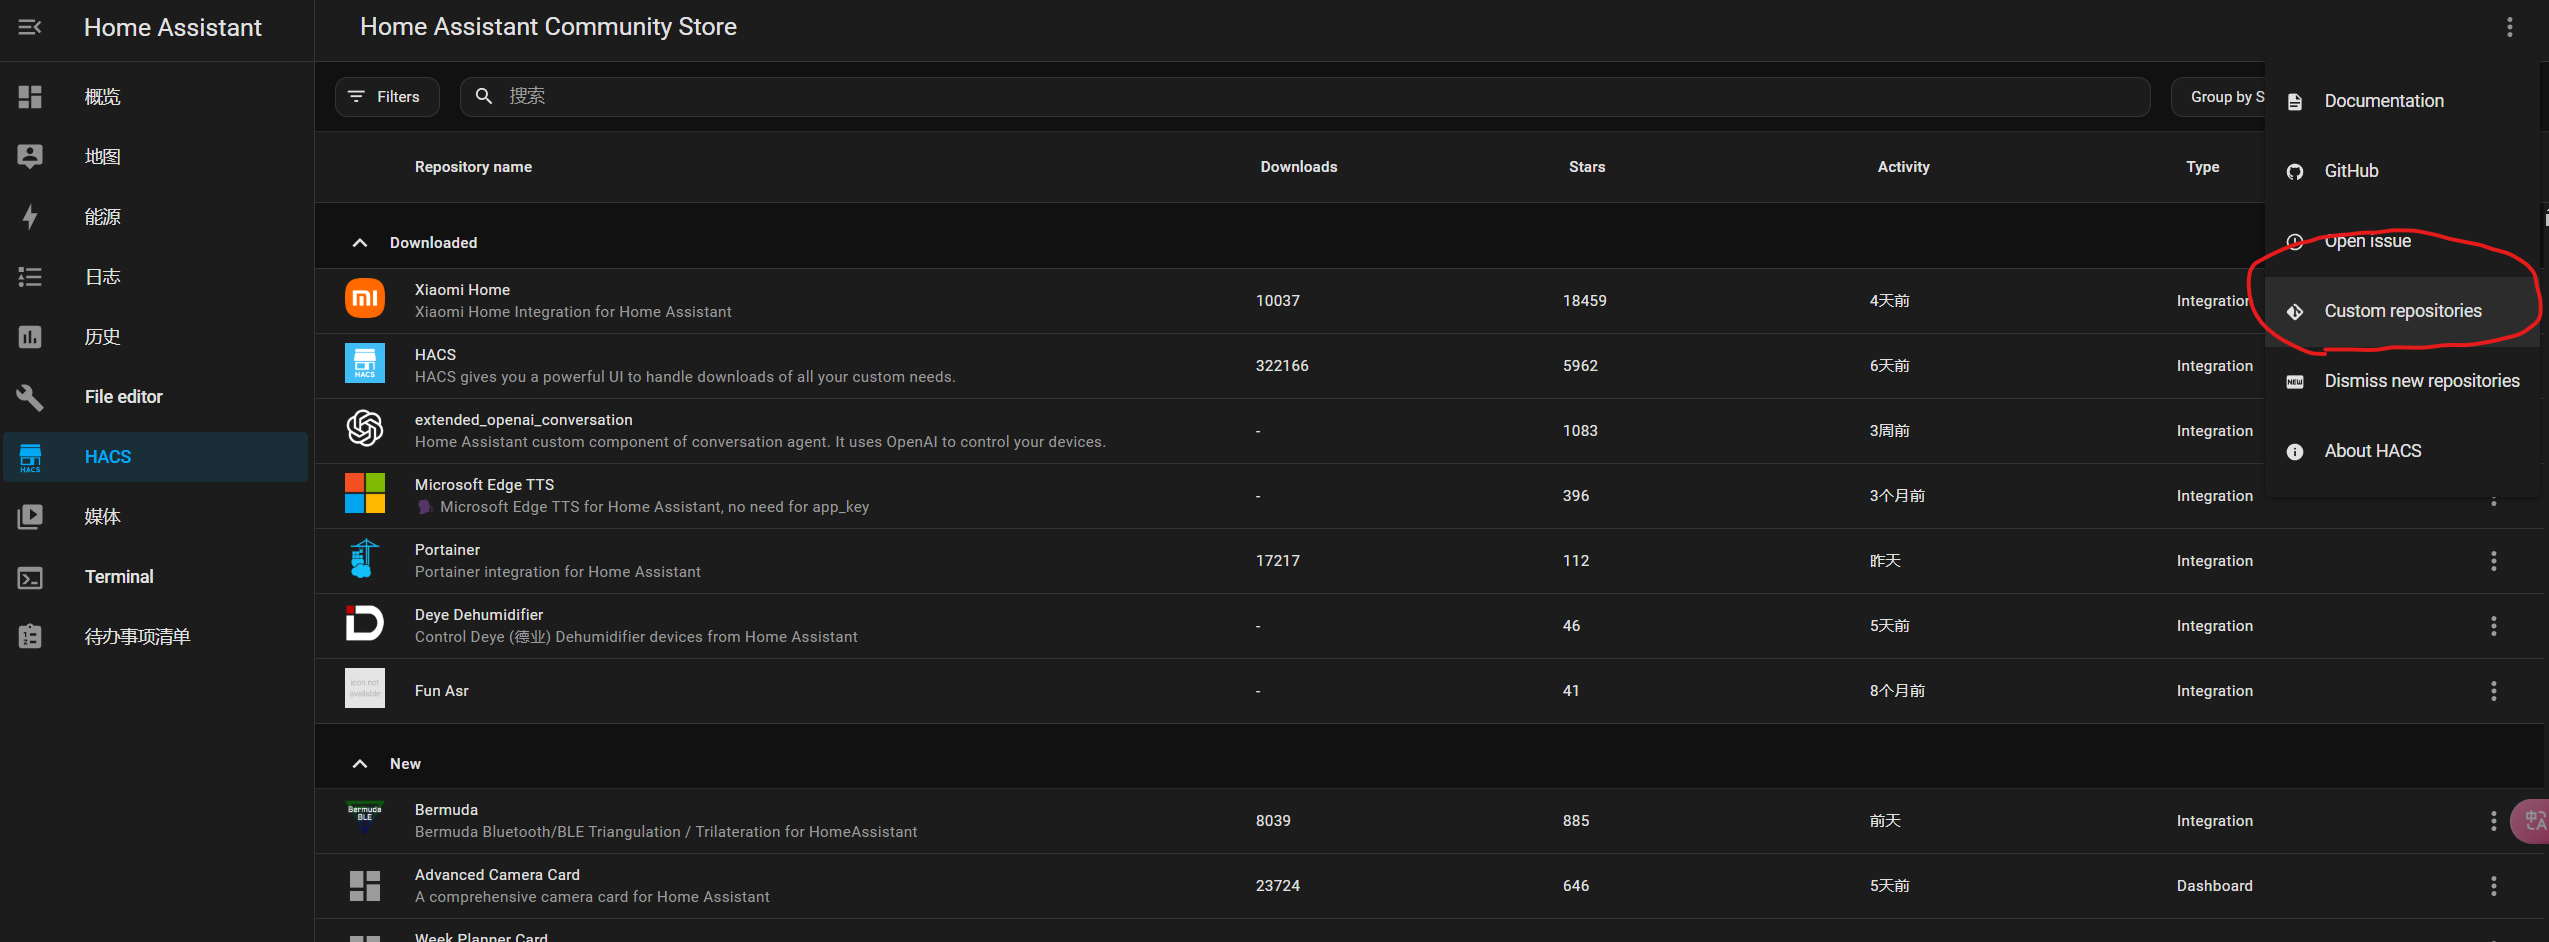 Home Assistant
Home Assistant Community Store
概览
地图
能源
日志
历史
File editor
HACS
媒体
Terminal
待办事项清单
Filters
搜索
Group by S
Documentation
GitHub
Open issue
Custom repositories
Dismiss new repositories
About HACS
Repository name Downloads Stars Activity Type
Downloaded
Xiaomi Home 10037 18459 4天前 Integration
Xiaomi Home Integration for Home Assistant
HACS 322166 5962 6天前 Integration
HACS gives you a powerful UI to handle downloads of all your custom needs.
extended_openai_conversation - 1083 3周前 Integration
Home Assistant custom component of conversation agent. It uses OpenAI to control your devices.
Microsoft Edge TTS - 396 3个月前 Integration
Microsoft Edge TTS for Home Assistant, no need for app_key
Portainer 17217 112 昨天 Integration
Portainer integration for Home Assistant
Deye Dehumidifier - 46 5天前 Integration
Control Deye (德业) Dehumidifier devices from Home Assistant
icon not
available
Fun Asr - 41 8个月前 Integration
New
Bermuda
BLE
Bermuda 8039 885 前天 Integration
Bermuda Bluetooth/BLE Triangulation / Trilateration for HomeAssistant
Advanced Camera Card 23724 646 5天前 Dashboard
A comprehensive camera card for Home Assistant
Week Planner Card